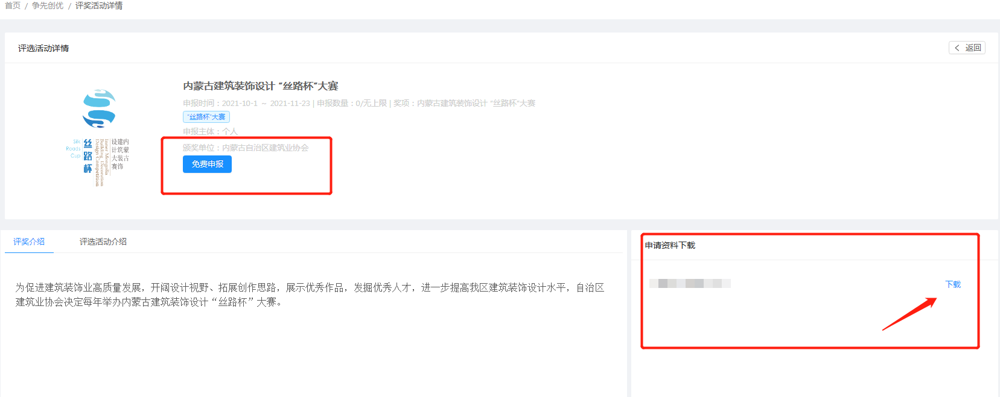 首页 / 争先创优 / 评奖活动详情
评选活动详情
返回
内蒙古建筑装饰设计 “丝路杯”大赛
申报时间：2021-10-1 ～ 2021-11-23 | 申报数量：0/无上限 | 奖项：内蒙古建筑装饰设计 “丝路杯”大赛
“丝路杯”大赛
申报主体：个人
颁奖单位：内蒙古自治区建筑业协会
免费申报
Silk
Roads
Cup
丝路杯
Inner Mongolia
Building Decoration
Design Competition
内蒙古
建筑装饰
设计大赛
评奖介绍
评选活动介绍
为促进建筑装饰业高质量发展，开阔设计视野、拓展创作思路，展示优秀作品，发掘优秀人才，进一步提高我区建筑装饰设计水平，自治区
建筑业协会决定每年举办内蒙古建筑装饰设计“丝路杯”大赛。
申请资料下载
下载